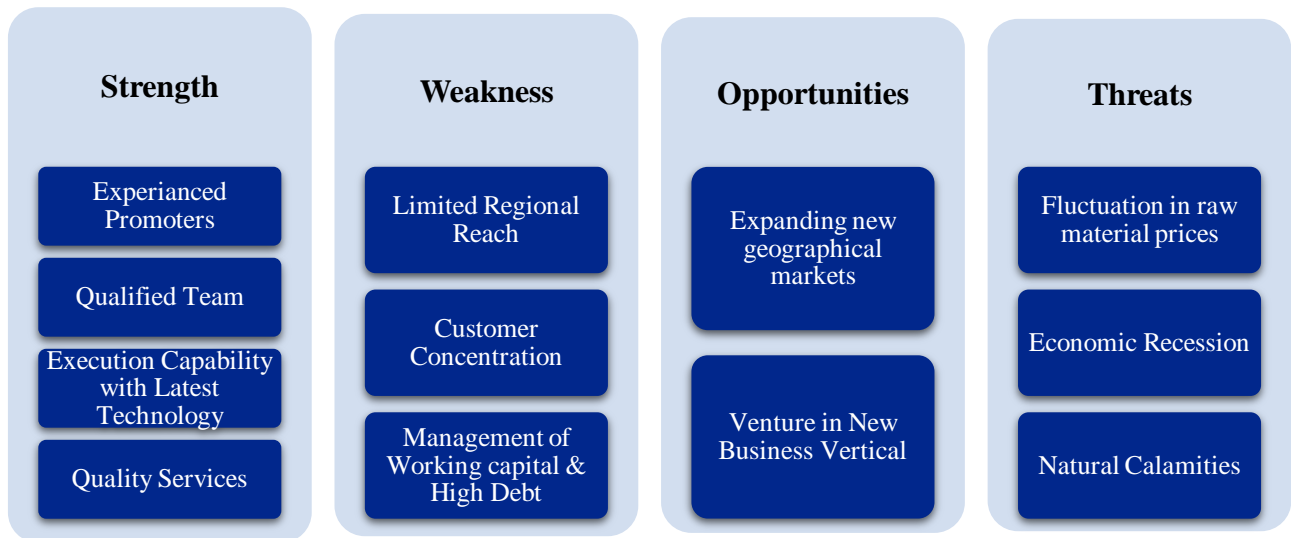 Strength
Experianced
Promoters
Qualified Team
Execution Capability
with Latest
Technology
Quality Services
Weakness
Limited Regional
Reach
Customer
Concentration
Management of
Working capital &
High Debt
Opportunities
Expanding new
geographical
markets
Venture in New
Business Vertical
Threats
Fluctuation in raw
material prices
Economic Recession
Natural Calamities